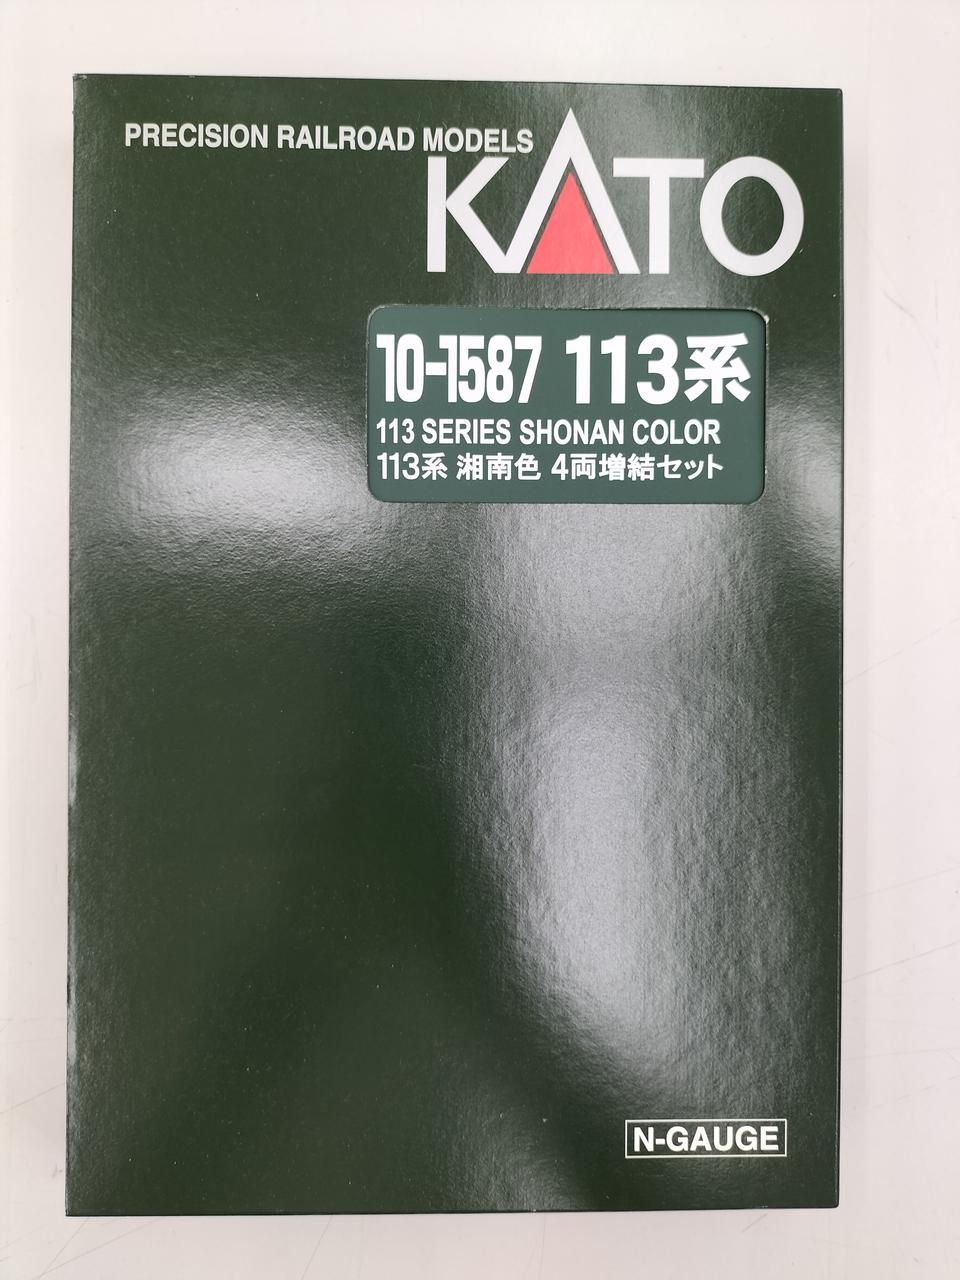 PRECISION RAILROAD MODELS
KATO
10-1587 113系
113 SERIES SHONAN COLOR
113系 湘南色 4両増結セット
N-GAUGE